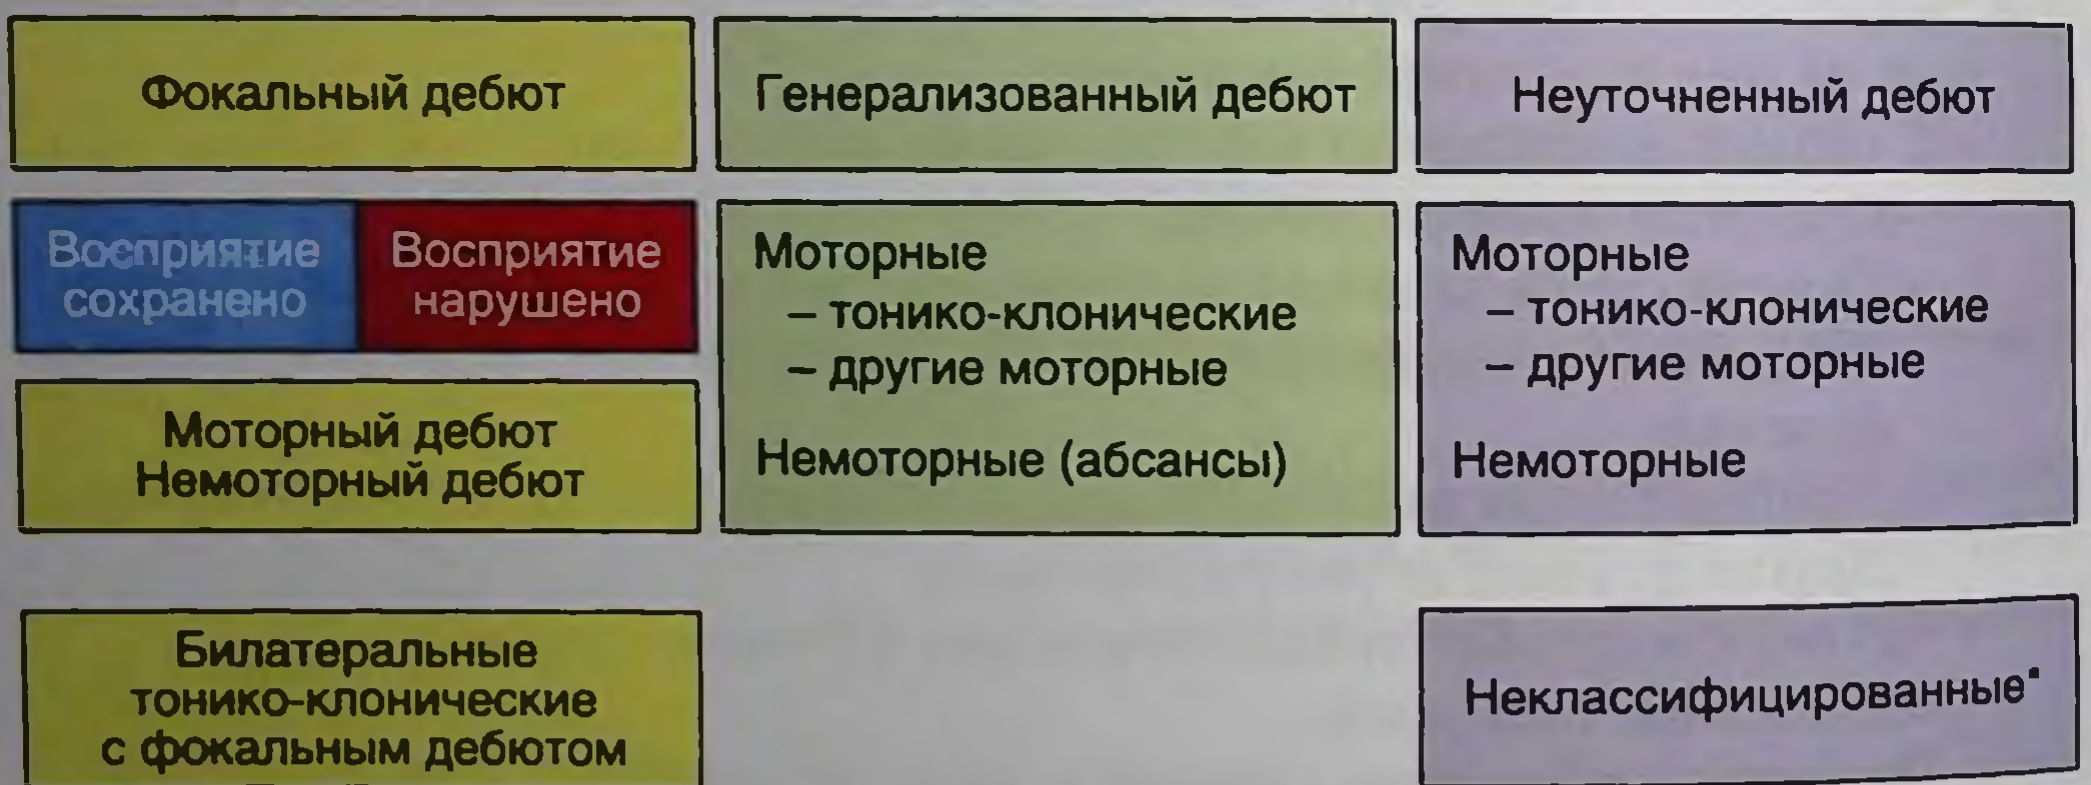 Фокальный дебют
Генерализованный дебют
Неуточненный дебют
Восприятие
сохранено
Восприятие
нарушено
Моторный дебют
Немоторный дебют
Моторные
– тонико-клонические
– другие моторные
Немоторные (абсансы)
Моторные
– тонико-клонические
– другие моторные
Немоторные
Билатеральные
тонико-клонические
с фокальным дебютом
Неклассифицированные*